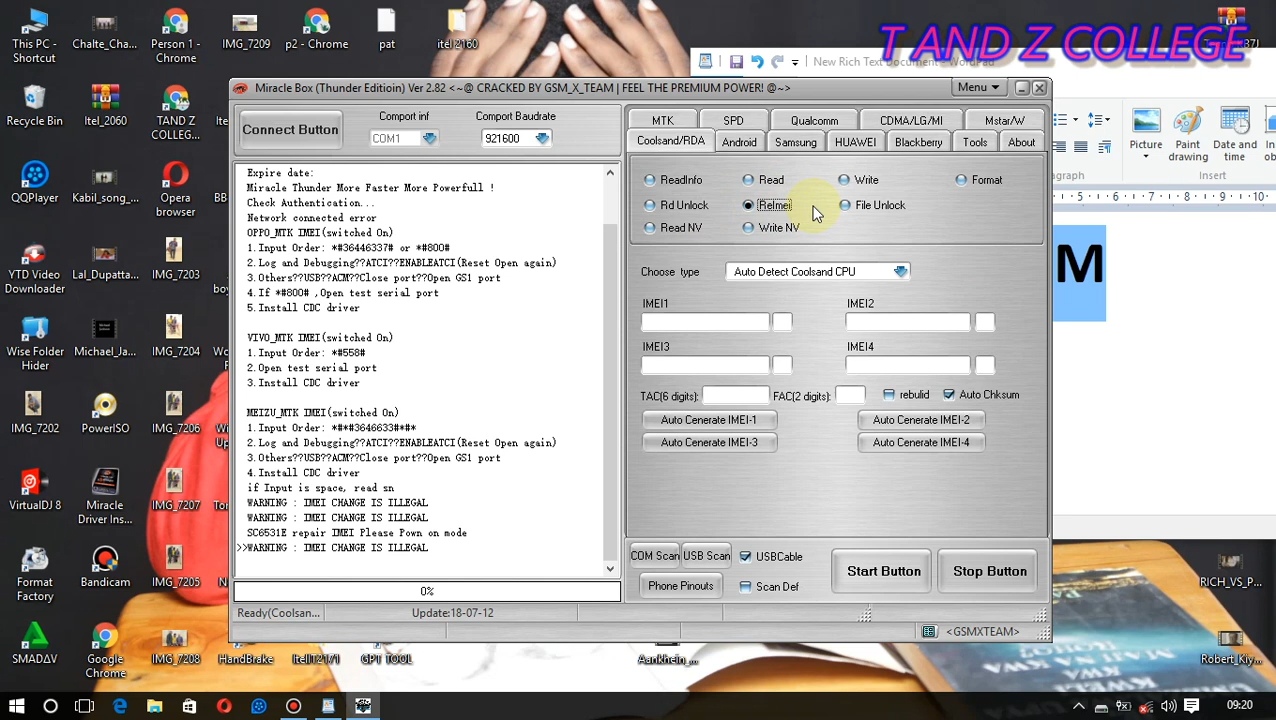 This PC - Shortcut
Chalte_Cha...
Person 1 - Chrome
IMG_7209
p2 - Chrome
pat
itel 2160
T AND Z COLLEGE
New Rich Text Document - WordPad
Recycle Bin
Itel_2060
TAND Z COLLEG...
QQPlayer
Kabil_song_...
Opera browser
YTD Video Downloader
Lal_Dupatta...
IMG_7203
Wise Folder Hider
Michael_Ja...
IMG_7204
IMG_7202
PowerISO
IMG_7206
VirtualDJ 8
Miracle Driver Ins...
IMG_7207
Format Factory
Bandicam
IMG_7205
SMADΔV
Google Chrome
IMG_7208
HandBrake
Itel1211/1
GPT TOOL
Aankhein_...
RICH_VS_P...
Robert_Kiy...
Picture
Paint drawing
Date and time
Insert
M
Miracle Box (Thunder Editioin) Ver 2.82 <~@ CRACKED BY GSM_X_TEAM | FEEL THE PREMIUM POWER! @~>
Menu
Connect Button
Comport inf
Comport Baudrate
COM1
921600
Expire date:
Miracle Thunder More Faster More Powerfull !
Check Authentication...
Network connected error
OPPO_MTK IMEI(switched On)
1.Input Order: *#36446337# or *#800#
2.Log and Debugging??ATCI??ENABLEATCI(Reset Open again)
3.Others??USB??ACM??Close port??Open GS1 port
4.If *#800# ,Open test serial port
5.Install CDC driver
VIVO_MTK IMEI(switched On)
1.Input Order: *#558#
2.Open test serial port
3.Install CDC driver
MEIZU_MTK IMEI(switched On)
1.Input Order: *#*#3646633#*#*
2.Log and Debugging??ATCI??ENABLEATCI(Reset Open again)
3.Others??USB??ACM??Close port??Open GS1 port
4.Install CDC driver
if Input is space, read sn
WARNING : IMEI CHANGE IS ILLEGAL
WARNING : IMEI CHANGE IS ILLEGAL
SC6531E repair IMEI Please Pown on mode
>>WARNING : IMEI CHANGE IS ILLEGAL
0%
Ready(Coolsan...
Update:18-07-12
MTK
SPD
Qualcomm
CDMA/LG/MI
Mstar/W
Coolsand/RDA
Android
Samsung
HUAWEI
Blackberry
Tools
About
ReadInfo
Read
Write
Format
Rd Unlock
ReImei
File Unlock
Read NV
Write NV
Choose type
Auto Detect Coolsand CPU
IMEI1
IMEI2
IMEI3
IMEI4
TAC(6 digits):
FAC(2 digits):
rebulid
Auto Chksum
Auto Cenerate IMEI-1
Auto Cenerate IMEI-2
Auto Cenerate IMEI-3
Auto Cenerate IMEI-4
COM Scan
USB Scan
USBCable
Phone Pinouts
Scan Def
Start Button
Stop Button
<GSMXTEAM>
09:20